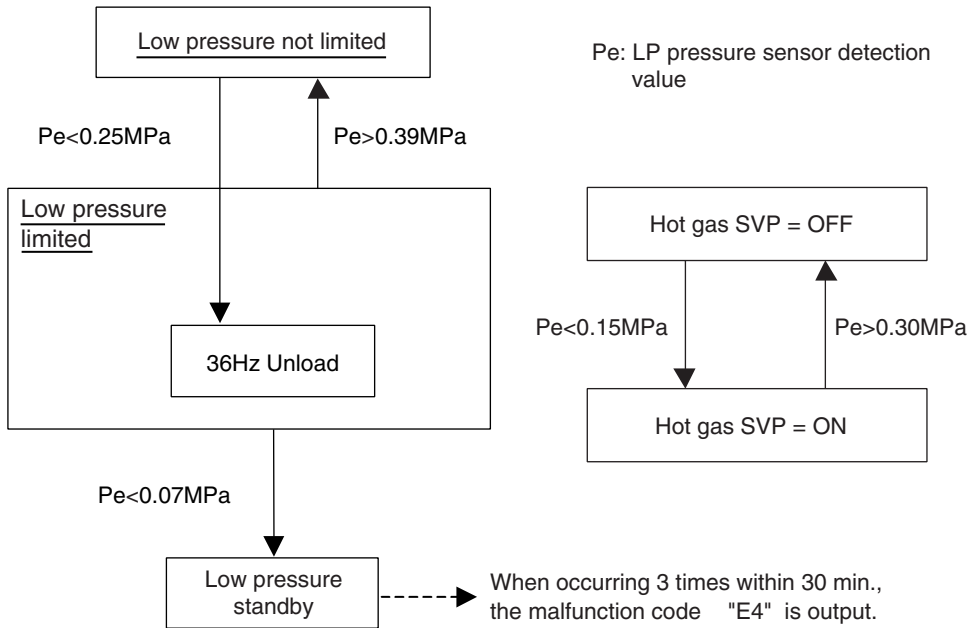 Low pressure not limited
Pe: LP pressure sensor detection
value
Pe<0.25MPa
Pe>0.39MPa
Low pressure
limited
36Hz Unload
Hot gas SVP = OFF
Pe<0.15MPa
Pe>0.30MPa
Hot gas SVP = ON
Pe<0.07MPa
Low pressure
standby
When occurring 3 times within 30 min.,
the malfunction code "E4" is output.